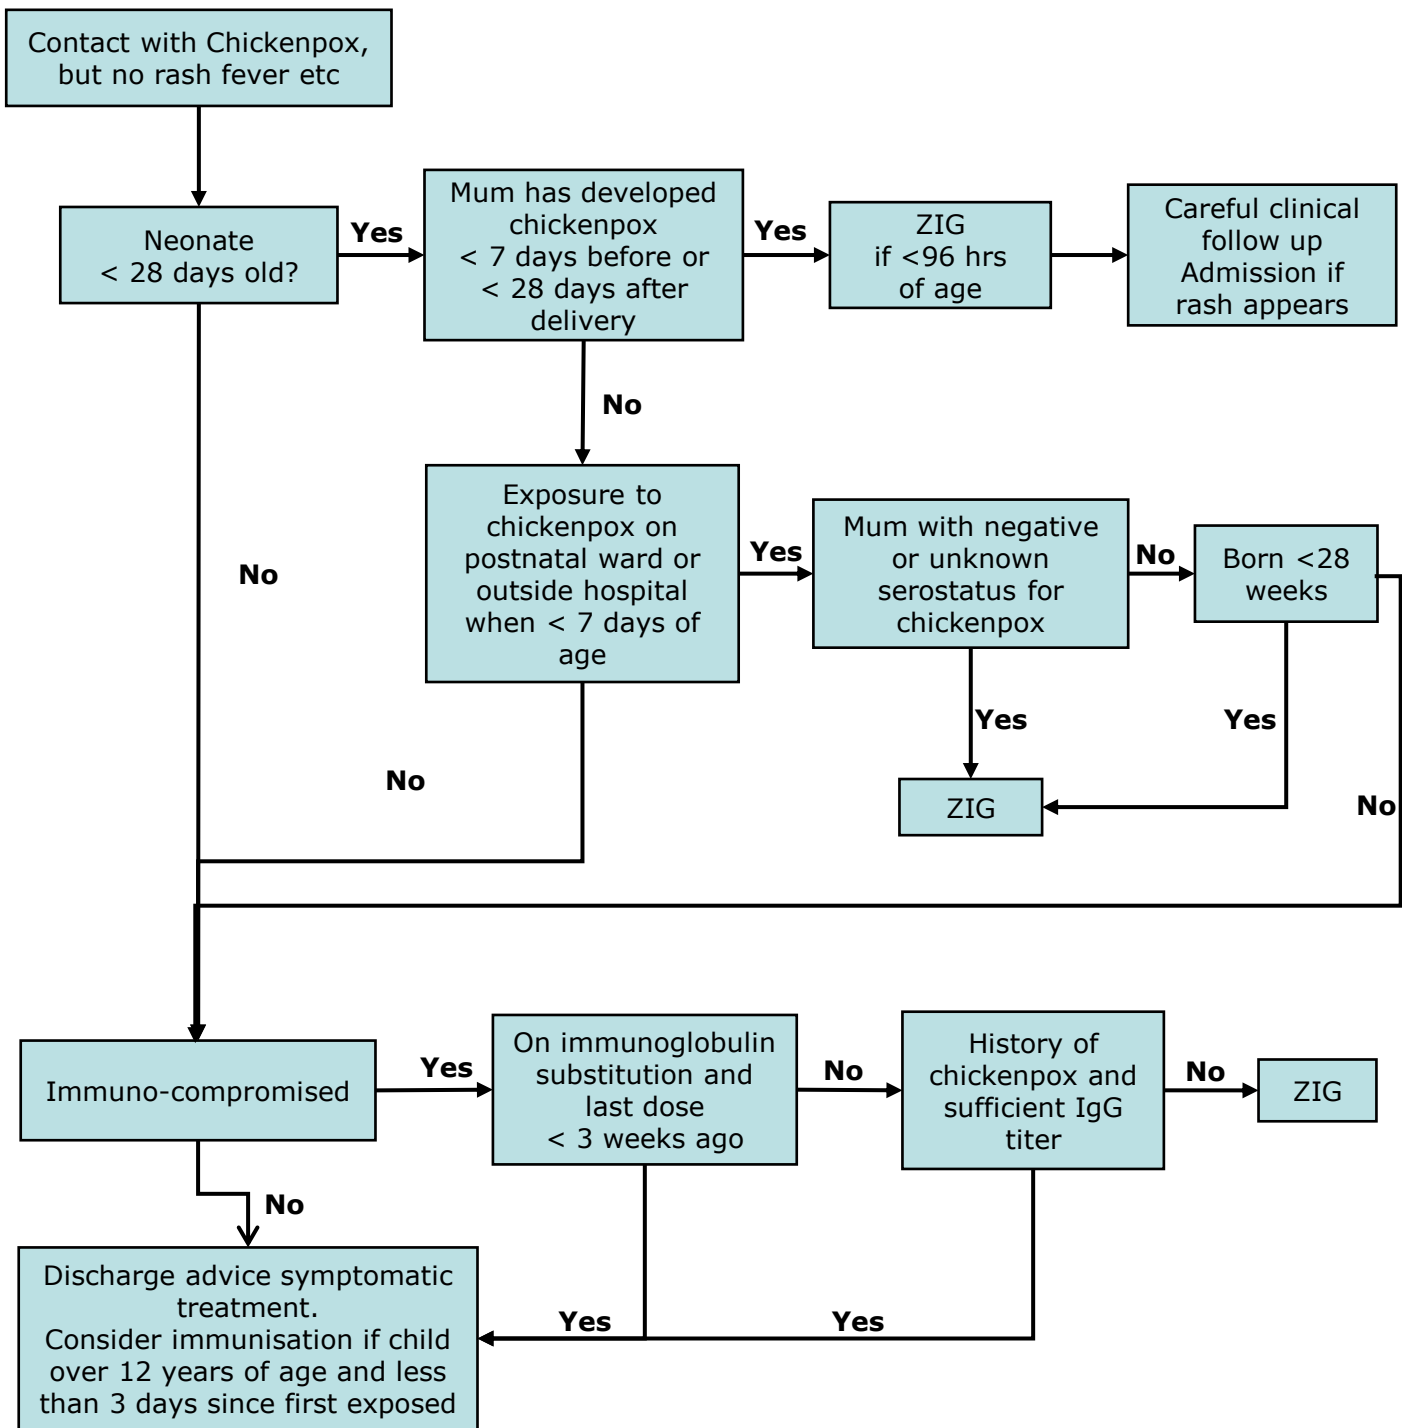 Contact with Chickenpox,
but no rash fever etc
Neonate
< 28 days old?
Yes
Mum has developed
chickenpox
< 7 days before or
< 28 days after
delivery
Yes
ZIG
if <96 hrs
of age
Careful clinical
follow up
Admission if
rash appears
No
No
Exposure to
chickenpox on
postnatal ward or
outside hospital
when < 7 days of
age
Yes
Mum with negative
or unknown
serostatus for
chickenpox
No
Born <28
weeks
Yes
Yes
No
ZIG
No
Immuno-compromised
Yes
On immunoglobulin
substitution and
last dose
< 3 weeks ago
No
History of
chickenpox and
sufficient IgG
titer
No
ZIG
No
Discharge advice symptomatic
treatment.
Consider immunisation if child
over 12 years of age and less
than 3 days since first exposed
Yes
Yes